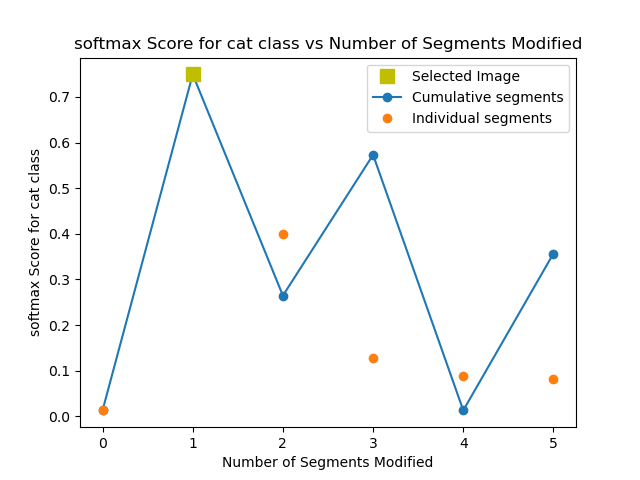 softmax Score for cat class vs Number of Segments Modified
Selected Image
Cumulative segments
Individual segments
softmax Score for cat class
0.7
0.6
0.5
0.4
0.3
0.2
0.1
0.0
0 1 2 3 4 5
Number of Segments Modified